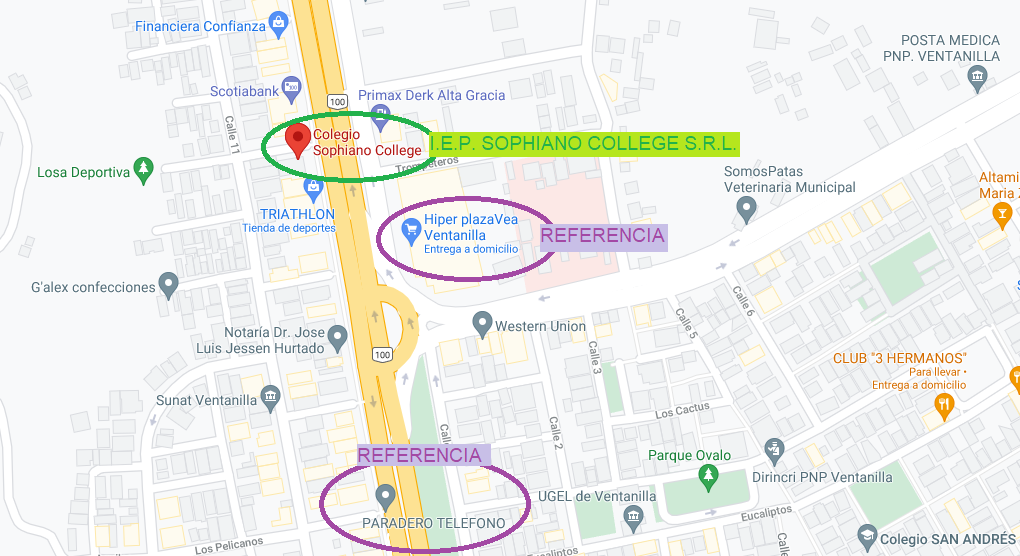 Financiera Confianza
POSTA MEDICA
PNP. VENTANILLA
Scotiabank
Primax Derk Alta Gracia
100
Calle 11
Colegio
Sophiano College
I.E.P. SOPHIANO COLLEGE S.R.L.
Losa Deportiva
Trompeteros
SomosPatas
Veterinaria Municipal
TRIATHLON
Tienda de deportes
Hiper plazaVea
Ventanilla
Entrega a domicilio
REFERENCIA
G'alex confecciones
Calle 6
Calle 5
Notaría Dr. Jose
Luis Jessen Hurtado
Western Union
100
Calle 3
CLUB "3 HERMANOS"
Para llevar •
Entrega a domicilio
Sunat Ventanilla
Los Cactus
Calle 2
REFERENCIA
Parque Ovalo
Dirincri PNP Ventanilla
UGEL de Ventanilla
PARADERO TELEFONO
Eucaliptos
Los Pelicanos
Eucaliptos
Colegio SAN ANDRÉS